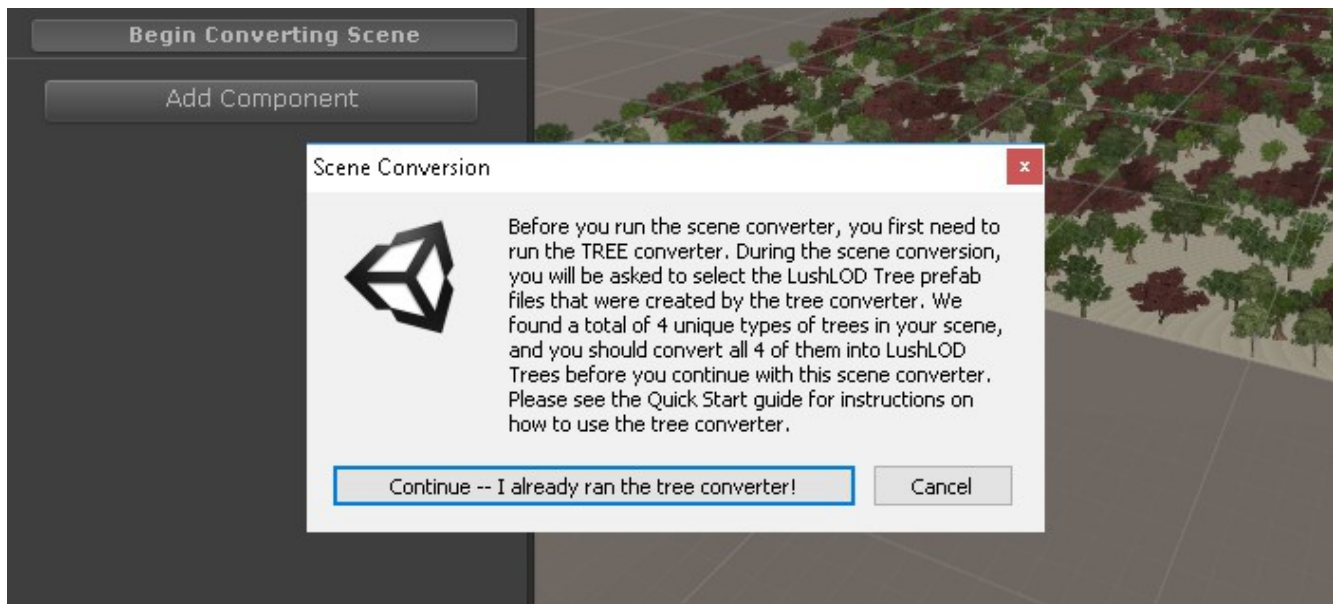 Begin Converting Scene
Add Component
Scene Conversion
x
Before you run the scene converter, you first need to
run the TREE converter. During the scene conversion,
you will be asked to select the LushLOD Tree prefab
files that were created by the tree converter. We
found a total of 4 unique types of trees in your scene,
and you should convert all 4 of them into LushLOD
Trees before you continue with this scene converter.
Please see the Quick Start guide for instructions on
how to use the tree converter.
Continue -- I already ran the tree converter!
Cancel